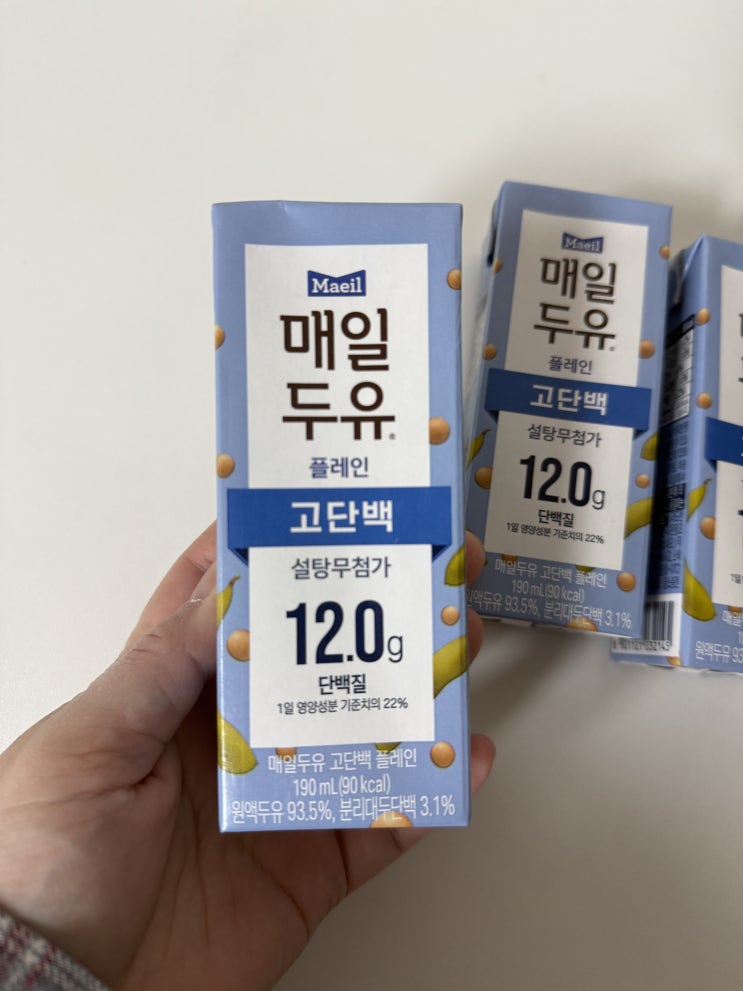 Maeil
매일
두유
플레인
고단백
설탕무첨가
12.0g
단백질
1일 영양성분 기준치의 22%
매일두유 고단백 플레인
190 mL(90 kcal)
원액두유 93.5%, 분리대두단백 3.1%
Maeil
매일
두유
플레인
고단백
설탕무첨가
12.0g
단백질
1일 영양성분 기준치의 22%
매일두유 고단백 플레인
190 mL(90 kcal)
원액두유 93.5%, 분리대두단백 3.1%
원액두유 93